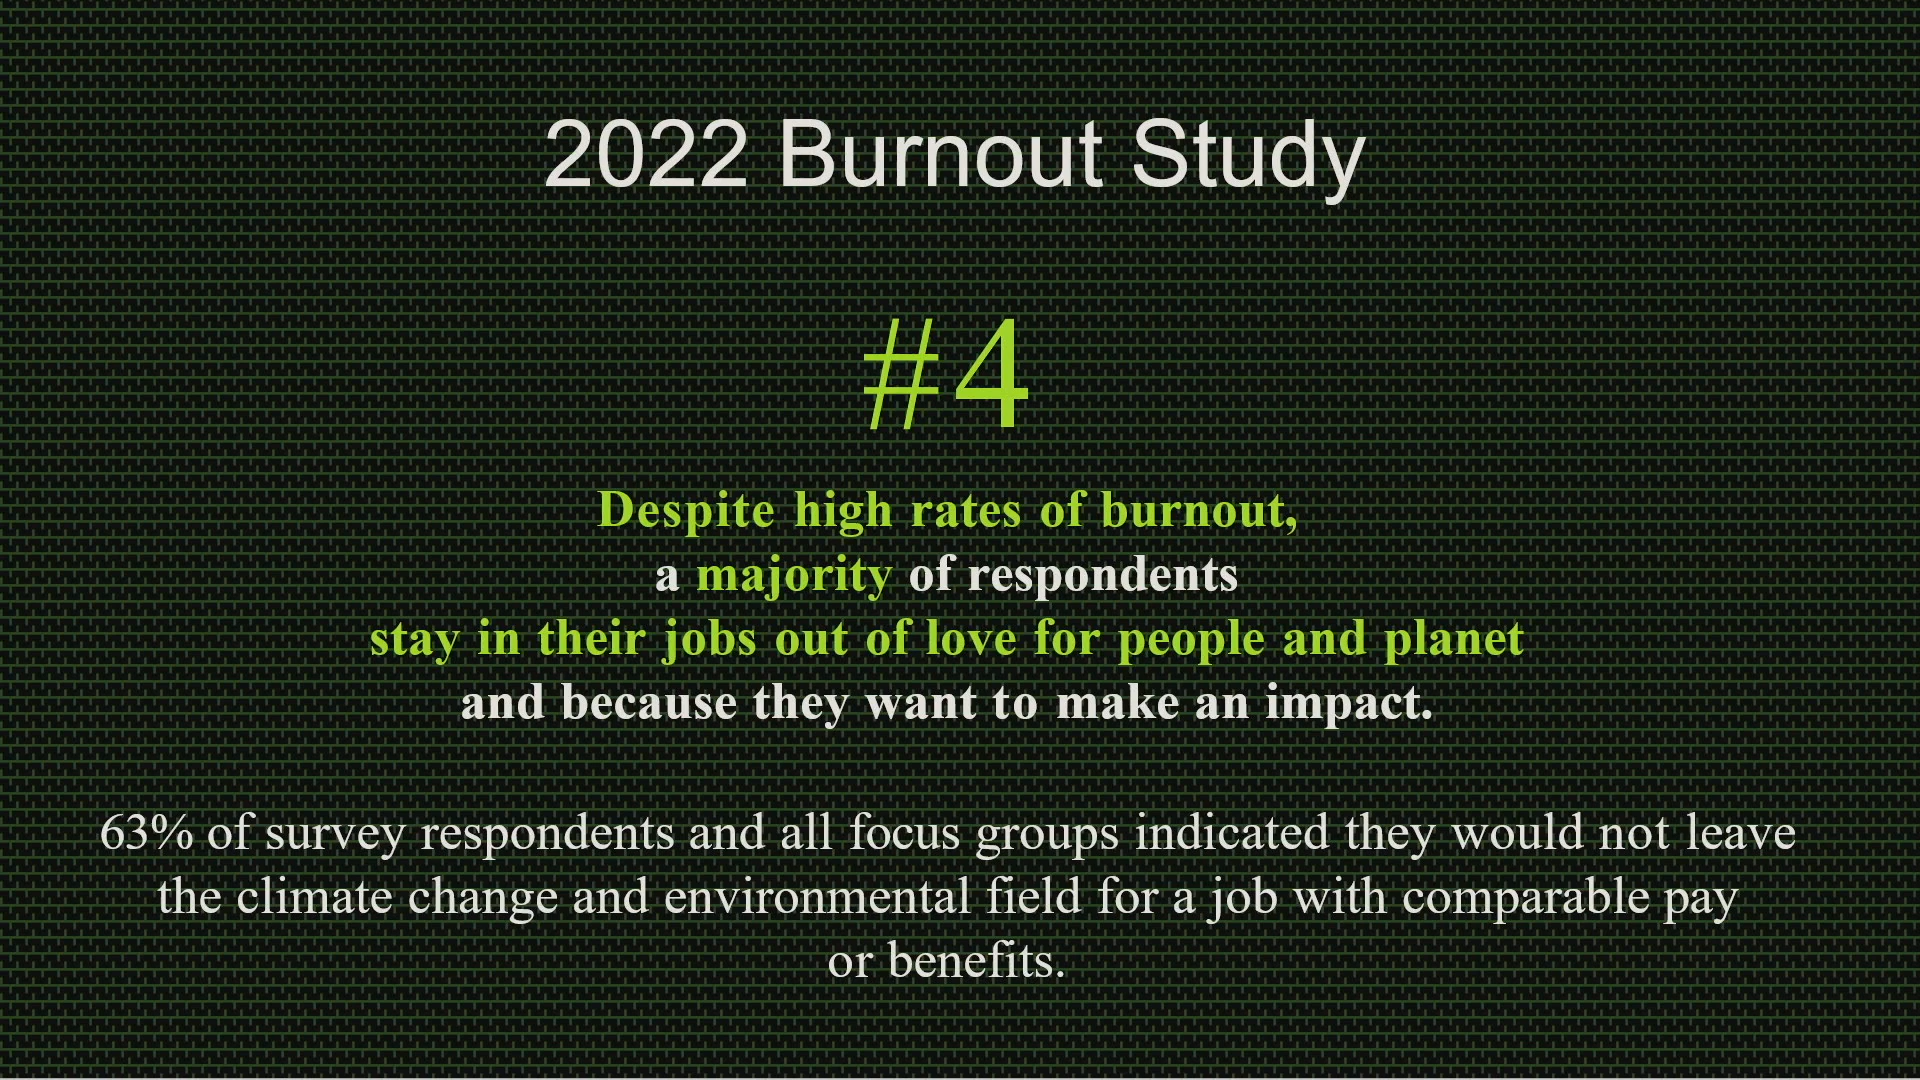 2022 Burnout Study
#4
Despite high rates of burnout,
a majority of respondents
stay in their jobs out of love for people and planet
and because they want to make an impact.
63% of survey respondents and all focus groups indicated they would not leave
the climate change and environmental field for a job with comparable pay
or benefits.